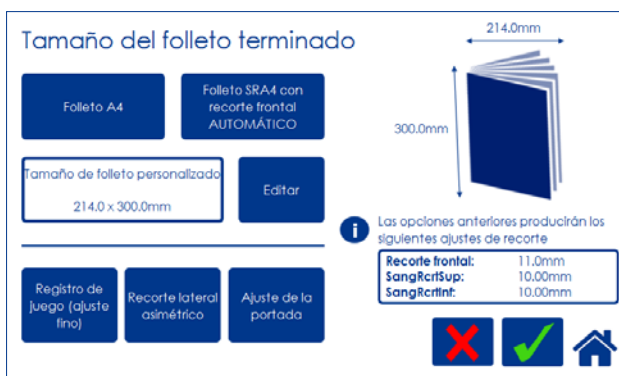 Tamaño del folleto terminado
214.0mm
Folleto A4
Folleto SRA4 con
recorte frontal
AUTOMÁTICO
300.0mm
Tamaño de folleto personalizado
214.0 x 300.0mm
Editar
i
Las opciones anteriores producirán los
siguientes ajustes de recorte
Recorte frontal: 11.0mm
SangRcrtSup: 10.00mm
SangRcrtInf: 10.00mm
Registro de
juego (ajuste
fino)
Recorte lateral
asimétrico
Ajuste de la
portada